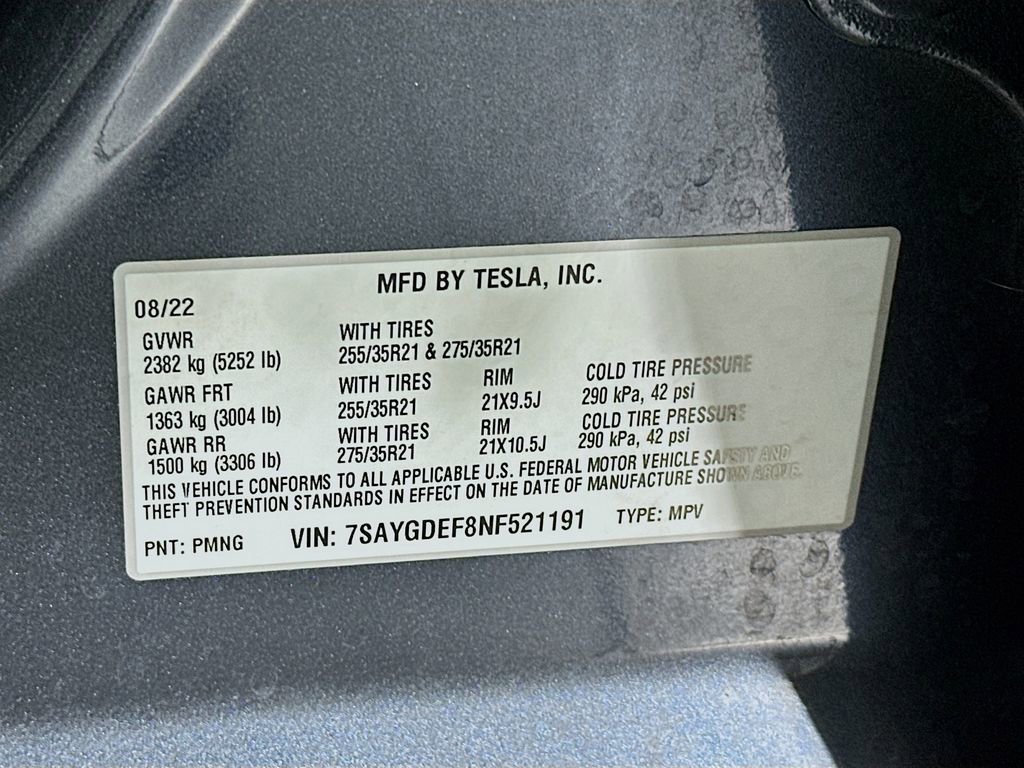 MFD BY TESLA, INC.
08/22
GVWR WITH TIRES
2382 kg (5252 lb) 255/35R21 & 275/35R21
GAWR FRT WITH TIRES RIM COLD TIRE PRESSURE
1363 kg (3004 lb) 255/35R21 21X9.5J 290 kPa, 42 psi
GAWR RR WITH TIRES RIM COLD TIRE PRESSURE
1500 kg (3306 lb) 275/35R21 21X10.5J 290 kPa, 42 psi
THIS VEHICLE CONFORMS TO ALL APPLICABLE U.S. FEDERAL MOTOR VEHICLE SAFETY AND
THEFT PREVENTION STANDARDS IN EFFECT ON THE DATE OF MANUFACTURE SHOWN ABOVE.
PNT: PMNG VIN: 7SAYGDEF8NF521191 TYPE: MPV